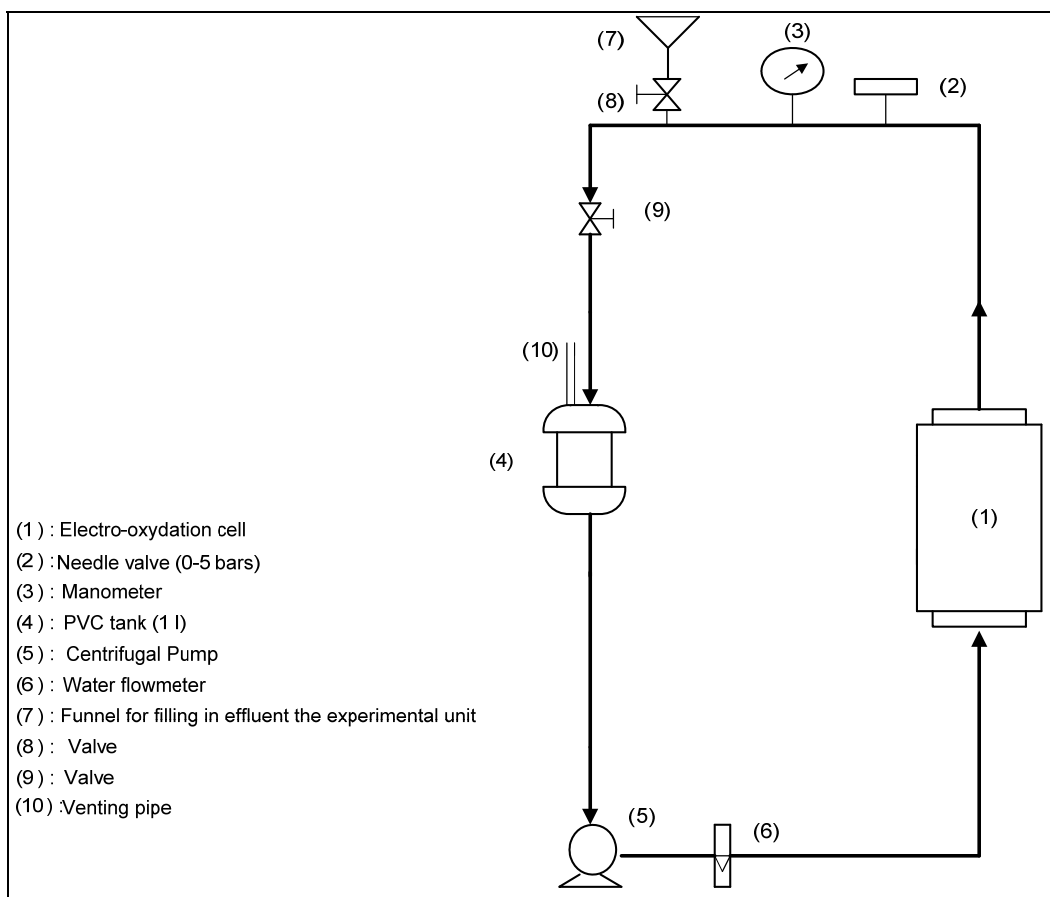 (7)
(3)
(8)
(2)
(9)
(10)
(4)
(1)
(1) : Electro-oxydation cell
(2) : Needle valve (0-5 bars)
(3) : Manometer
(4) : PVC tank (1 l)
(5) : Centrifugal Pump
(6) : Water flowmeter
(7) : Funnel for filling in effluent the experimental unit
(8) : Valve
(9) : Valve
(10) : Venting pipe
(5)
(6)